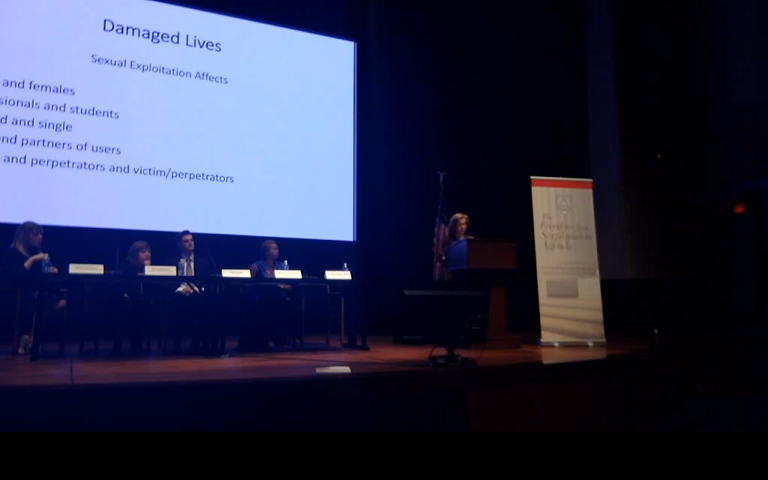 Damaged Lives
Sexual Exploitation Affects
and females
sionals and students
d and single
nd partners of users
and perpetrators and victim/perpetrators
The